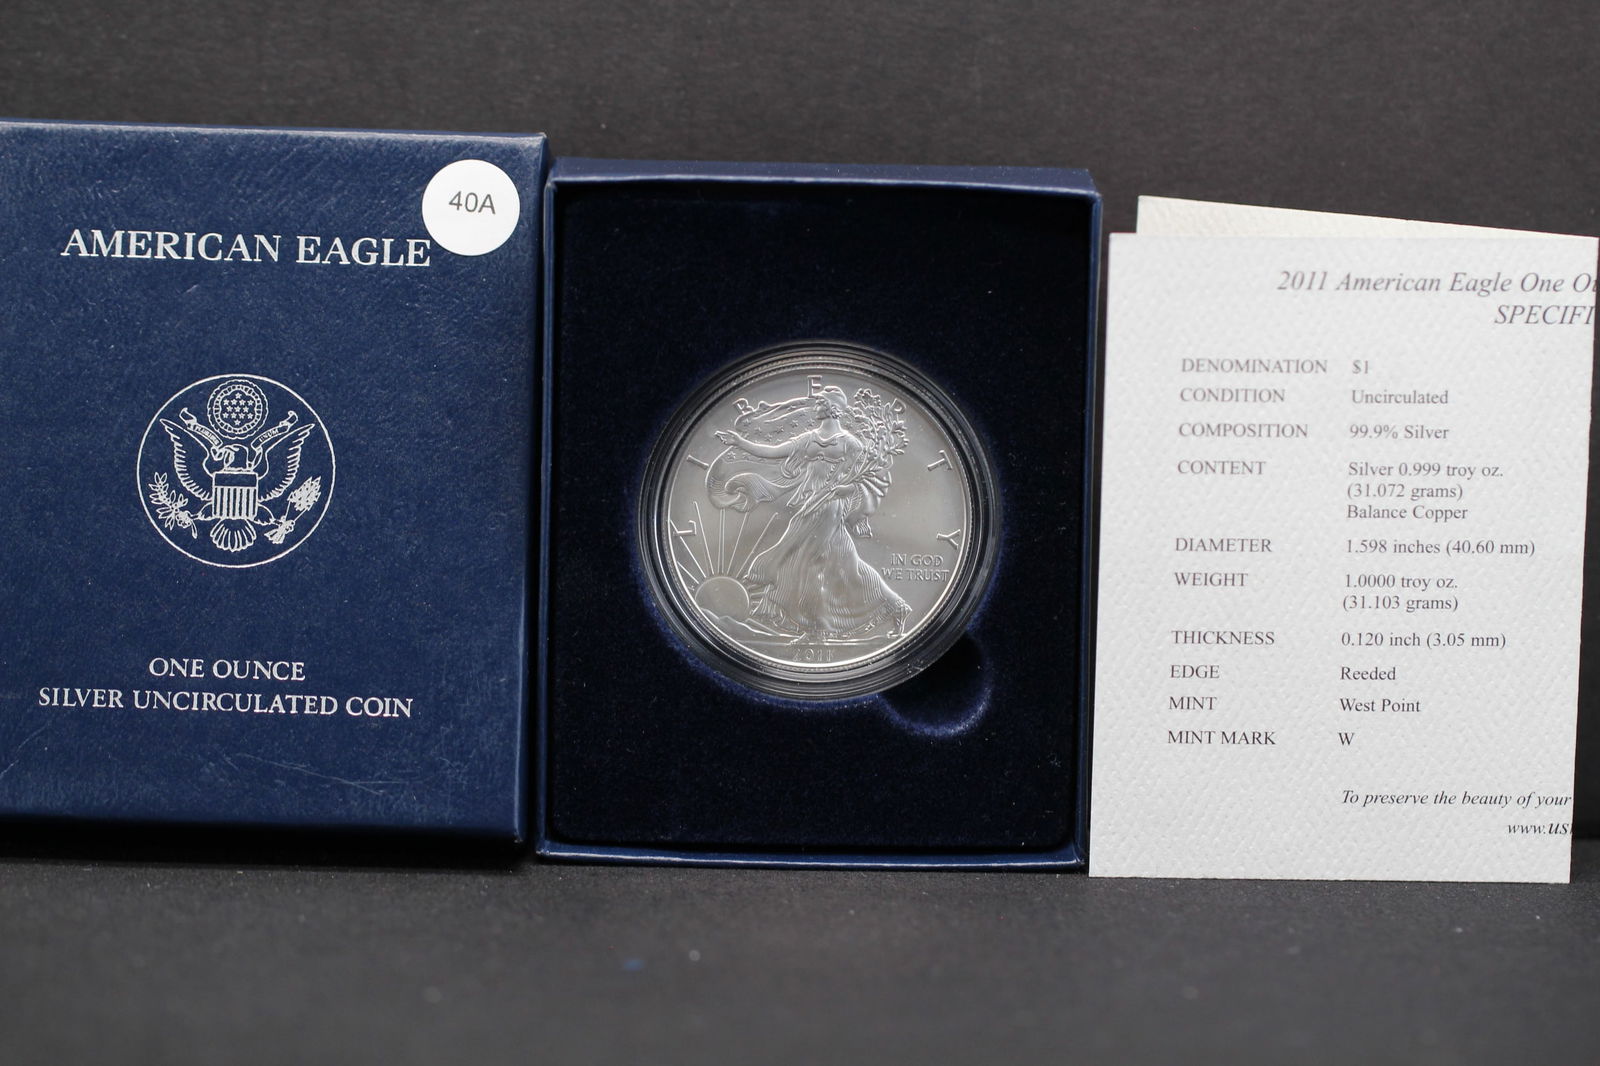 40A
AMERICAN EAGLE
ONE OUNCE
SILVER UNCIRCULATED COIN
LIBERTY
IN GOD
WE TRUST
2011
2011 American Eagle One
SPECIFI
DENOMINATION $1
CONDITION Uncirculated
COMPOSITION 99.9% Silver
CONTENT Silver 0.999 troy oz.
(31.072 grams)
Balance Copper
DIAMETER 1.598 inches (40.60 mm)
WEIGHT 1.0000 troy oz.
(31.103 grams)
THICKNESS 0.120 inch (3.05 mm)
EDGE Reeded
MINT West Point
MINT MARK W
To preserve the beauty of your
www.us